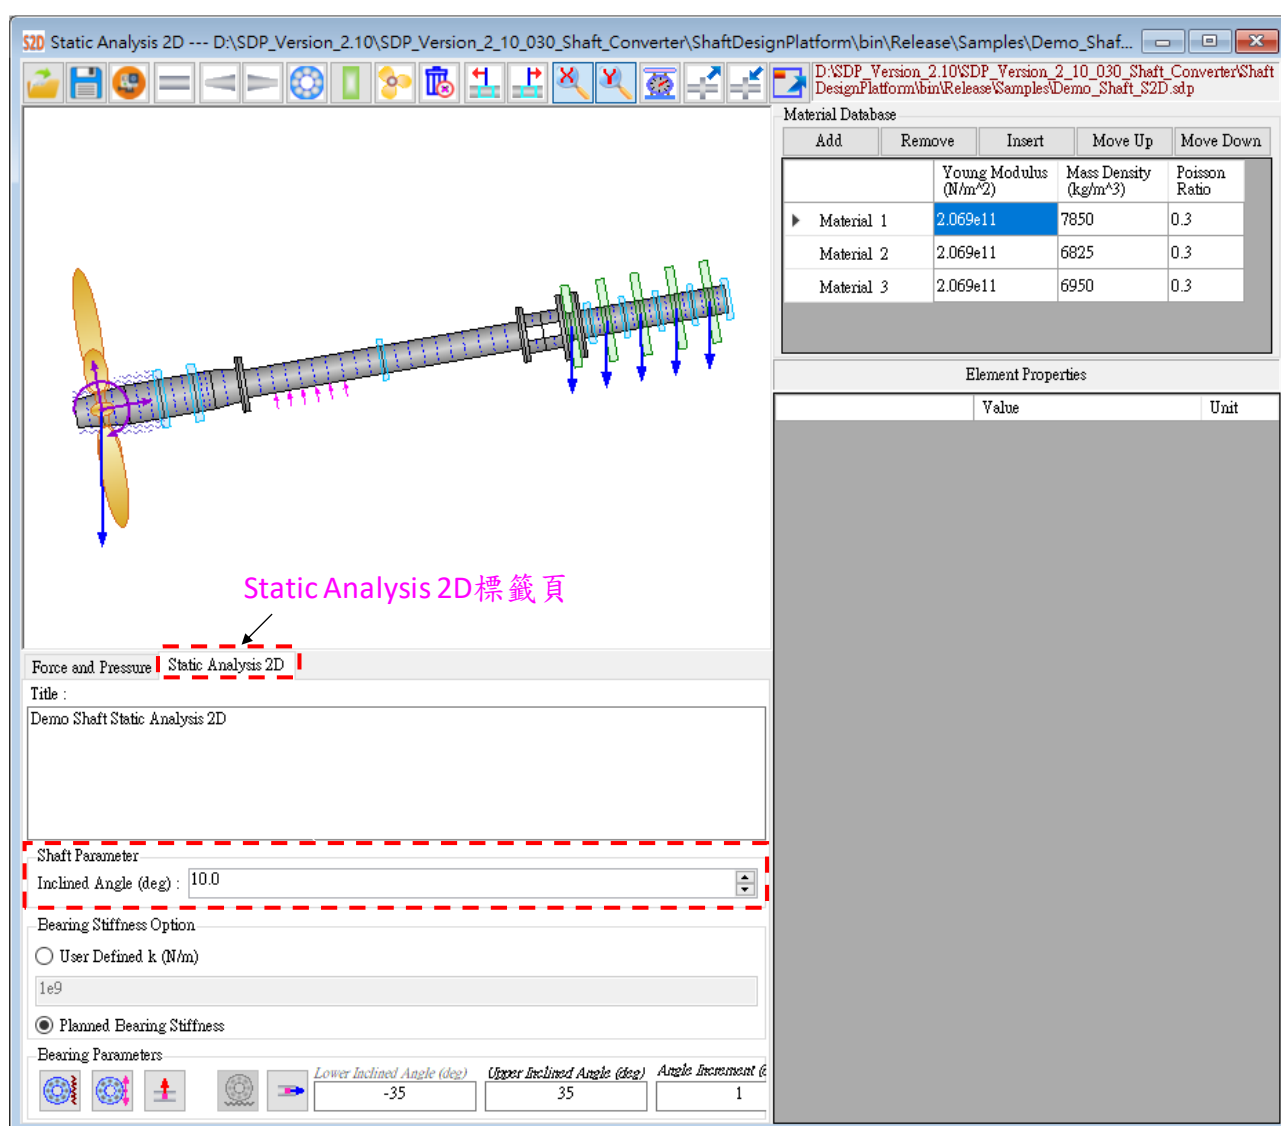 S2D Static Analysis 2D --- D:\SDP_Version_2.10\SDP_Version_2_10_030_Shaft_Converter\ShaftDesignPlatform\bin\Release\Samples\Demo_Shaf...
X Y
D:\SDP_Version_2.10\SDP_Version_2_10_030_Shaft_Converter\Shaft
DesignPlatform\bin\Release\Samples\Demo_Shaft_S2D.sdp
Material Database
Add Remove Insert Move Up Move Down
Young Modulus (N/m^2) Mass Density (kg/m^3) Poisson Ratio
Material 1 2.069e11 7850 0.3
Material 2 2.069e11 6825 0.3
Material 3 2.069e11 6950 0.3
Element Properties
Value Unit
Static Analysis 2D標籤頁
Force and Pressure Static Analysis 2D
Title :
Demo Shaft Static Analysis 2D
Shaft Parameter
Inclined Angle (deg) : 10.0
Bearing Stiffness Option
User Defined k (N/m)
1e9
Planned Bearing Stiffness
Bearing Parameters
Lower Inclined Angle (deg) Upper Inclined Angle (deg) Angle Increment (
-35 35 1